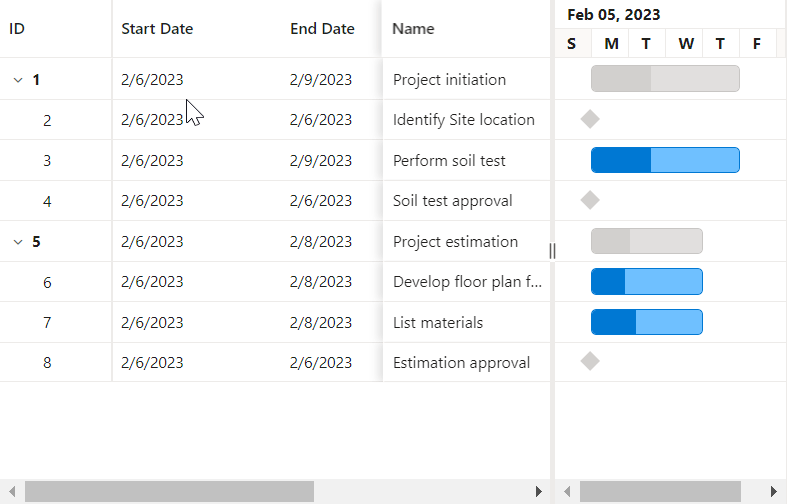 ID Start Date End Date Name Feb 05, 2023
S M T W T F
1 2/6/2023 2/9/2023 Project initiation
2 2/6/2023 2/6/2023 Identify Site location
3 2/6/2023 2/9/2023 Perform soil test
4 2/6/2023 2/6/2023 Soil test approval
5 2/6/2023 2/8/2023 Project estimation
6 2/6/2023 2/8/2023 Develop floor plan f...
7 2/6/2023 2/8/2023 List materials
8 2/6/2023 2/6/2023 Estimation approval